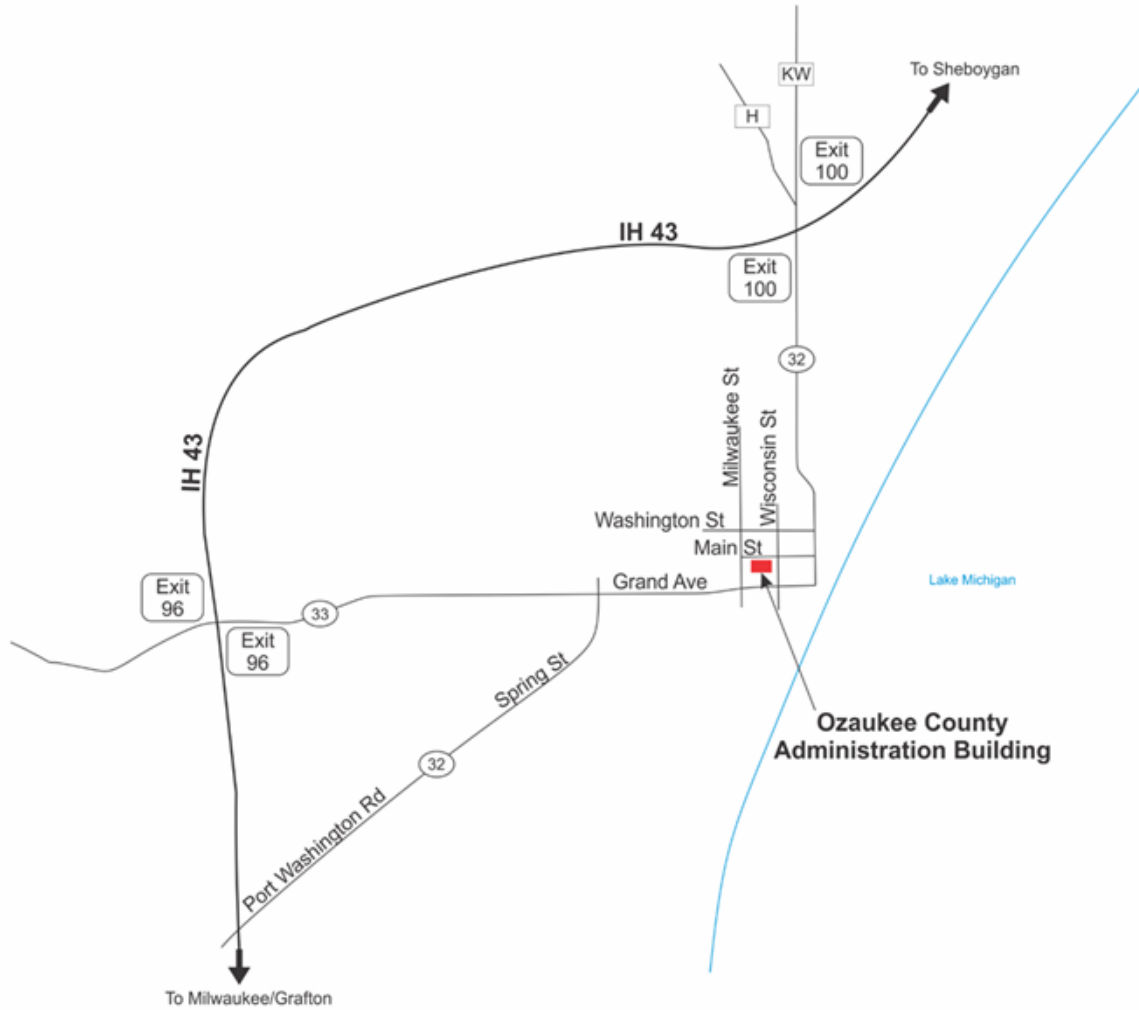 To Sheboygan
KW
H
Exit
100
IH 43
Exit
100
32
Milwaukee St
Wisconsin St
IH 43
Washington St
Main St
Exit
96
33
Grand Ave
Lake Michigan
Exit
96
Spring St
Ozaukee County
Administration Building
32
Port Washington Rd
To Milwaukee/Grafton